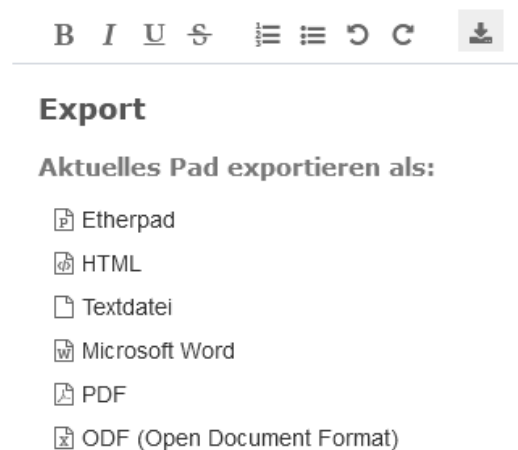 B I U S
Export
Aktuelles Pad exportieren als:
Etherpad
HTML
Textdatei
Microsoft Word
PDF
ODF (Open Document Format)